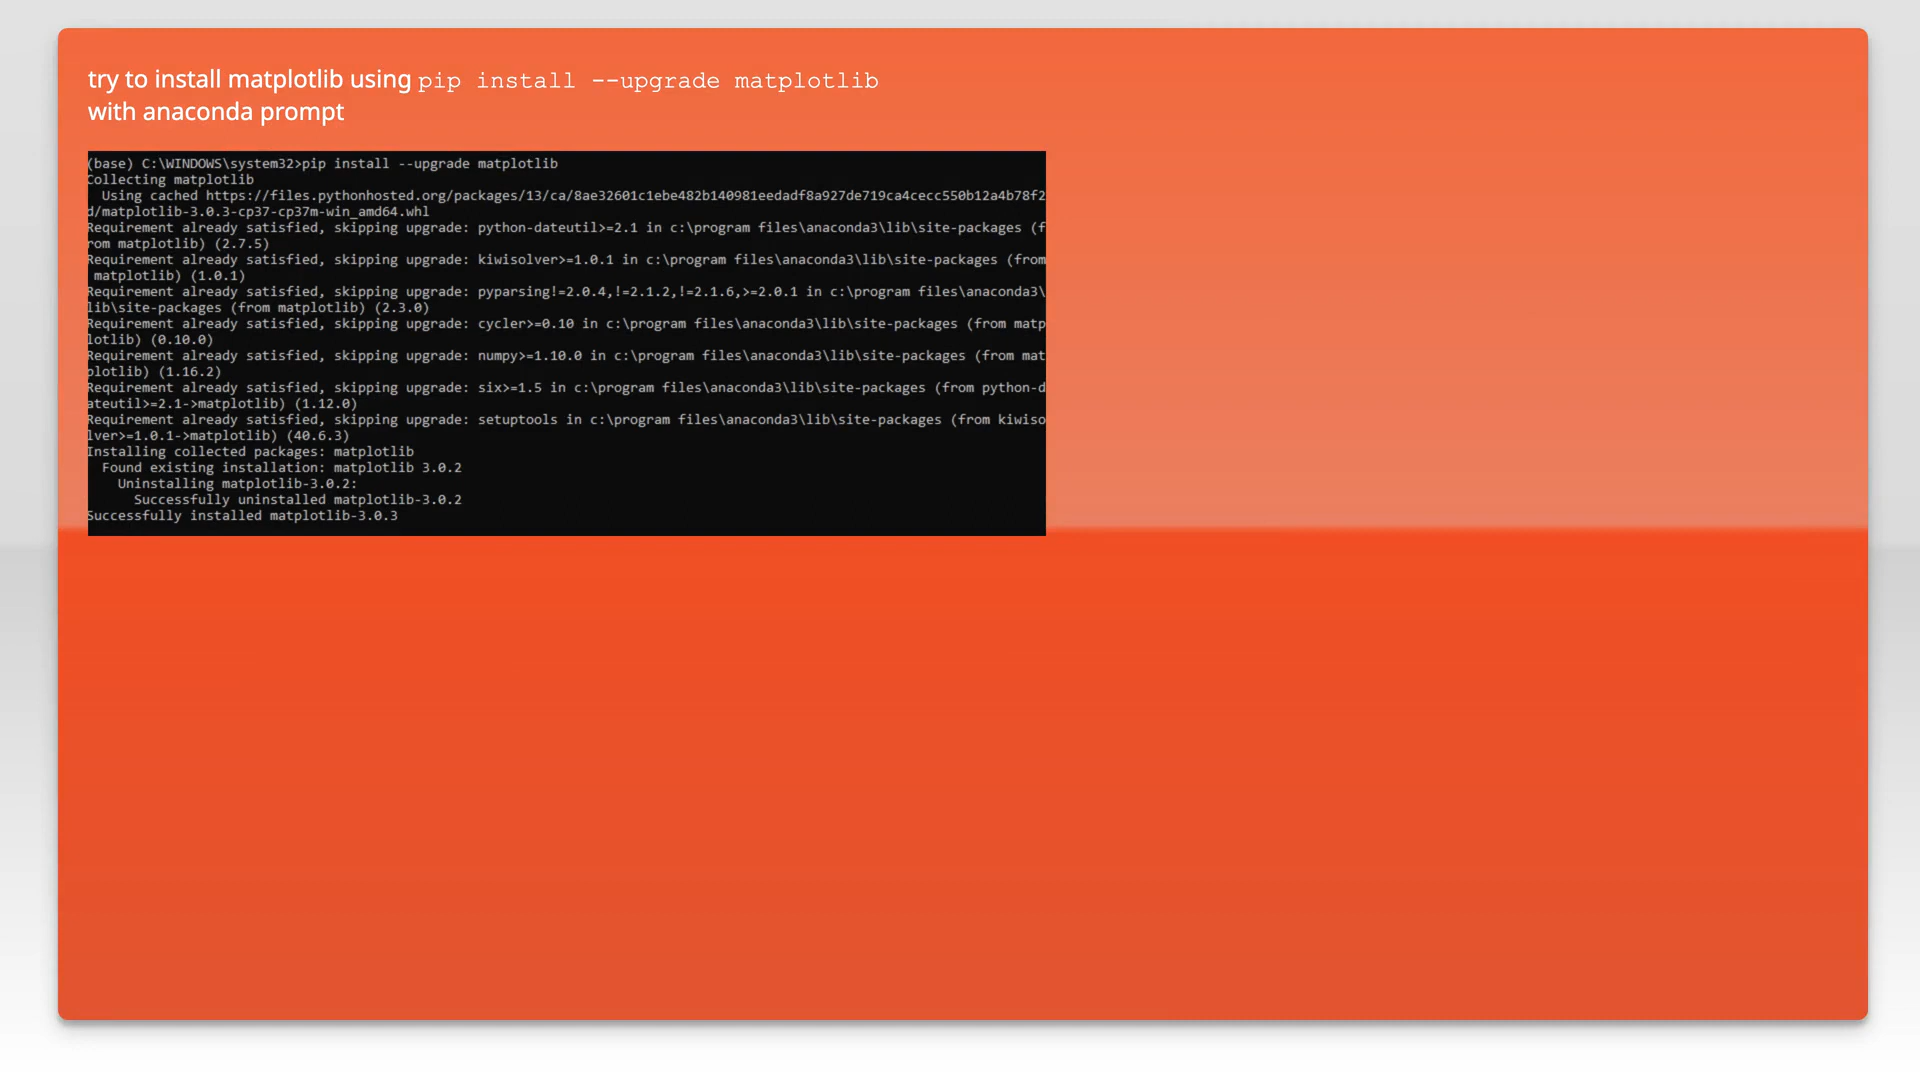 try to install matplotlib using pip install --upgrade matplotlib
with anaconda prompt
(base) C:\WINDOWS\system32>pip install --upgrade matplotlib
Collecting matplotlib
  Using cached https://files.pythonhosted.org/packages/13/ca/8ae32601c1ebe482b140981eedadf8a927de719ca4cecc550b12a4b78f2
d/matplotlib-3.0.3-cp37-cp37m-win_amd64.whl
Requirement already satisfied, skipping upgrade: python-dateutil>=2.1 in c:\program files\anaconda3\lib\site-packages (f
rom matplotlib) (2.7.5)
Requirement already satisfied, skipping upgrade: kiwisolver>=1.0.1 in c:\program files\anaconda3\lib\site-packages (from
 matplotlib) (1.0.1)
Requirement already satisfied, skipping upgrade: pyparsing!=2.0.4,!=2.1.2,!=2.1.6,>=2.0.1 in c:\program files\anaconda3\
lib\site-packages (from matplotlib) (2.3.0)
Requirement already satisfied, skipping upgrade: cycler>=0.10 in c:\program files\anaconda3\lib\site-packages (from matp
lotlib) (0.10.0)
Requirement already satisfied, skipping upgrade: numpy>=1.10.0 in c:\program files\anaconda3\lib\site-packages (from mat
plotlib) (1.16.2)
Requirement already satisfied, skipping upgrade: six>=1.5 in c:\program files\anaconda3\lib\site-packages (from python-d
ateutil>=2.1->matplotlib) (1.12.0)
Requirement already satisfied, skipping upgrade: setuptools in c:\program files\anaconda3\lib\site-packages (from kiwiso
lver>=1.0.1->matplotlib) (40.6.3)
Installing collected packages: matplotlib
  Found existing installation: matplotlib 3.0.2
    Uninstalling matplotlib-3.0.2:
      Successfully uninstalled matplotlib-3.0.2
Successfully installed matplotlib-3.0.3